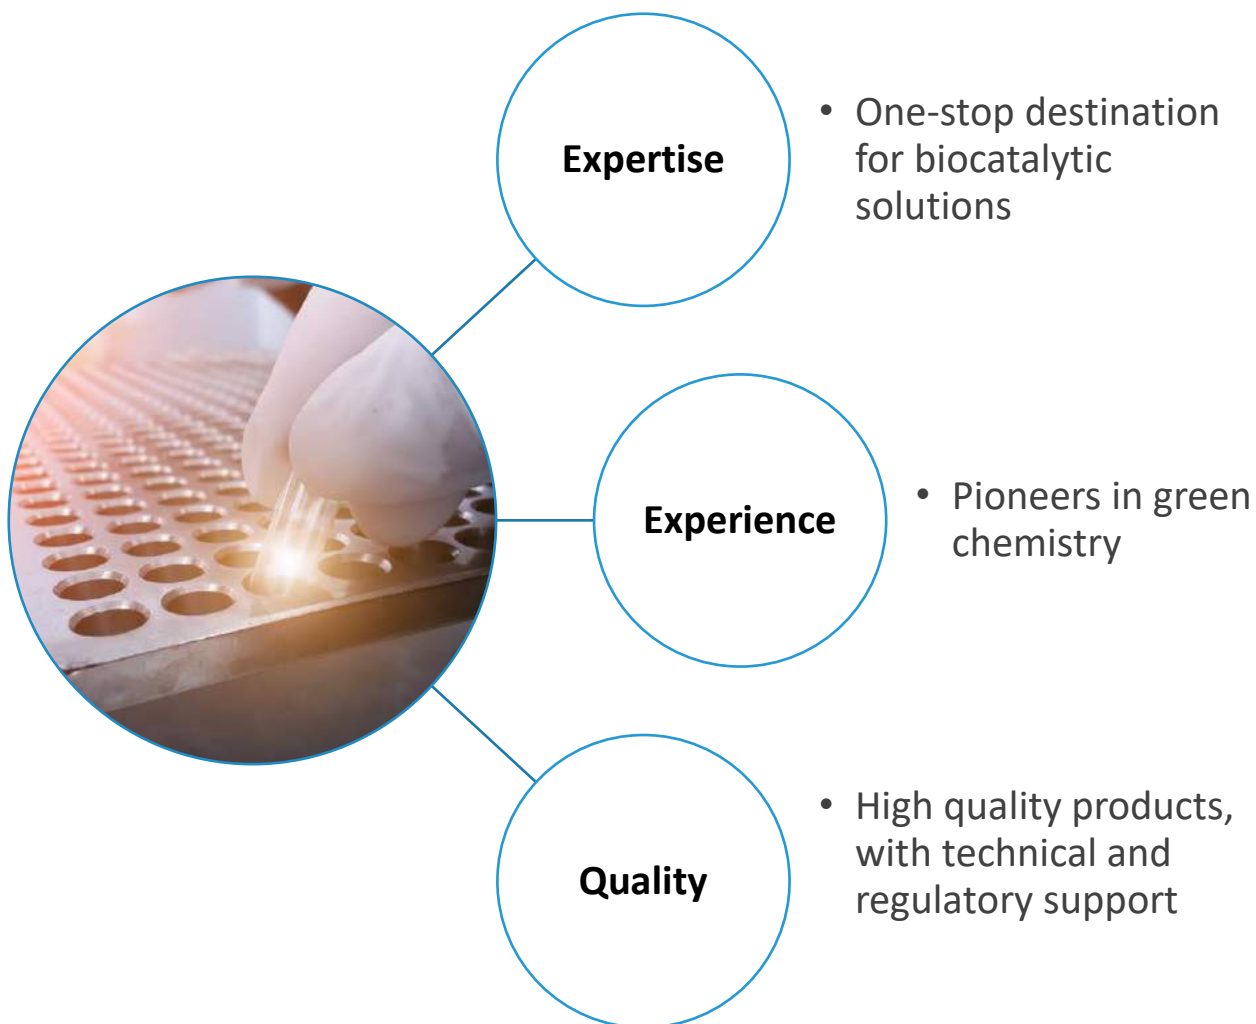 Expertise
• One-stop destination
for biocatalytic
solutions
Experience
• Pioneers in green
chemistry
Quality
• High quality products,
with technical and
regulatory support